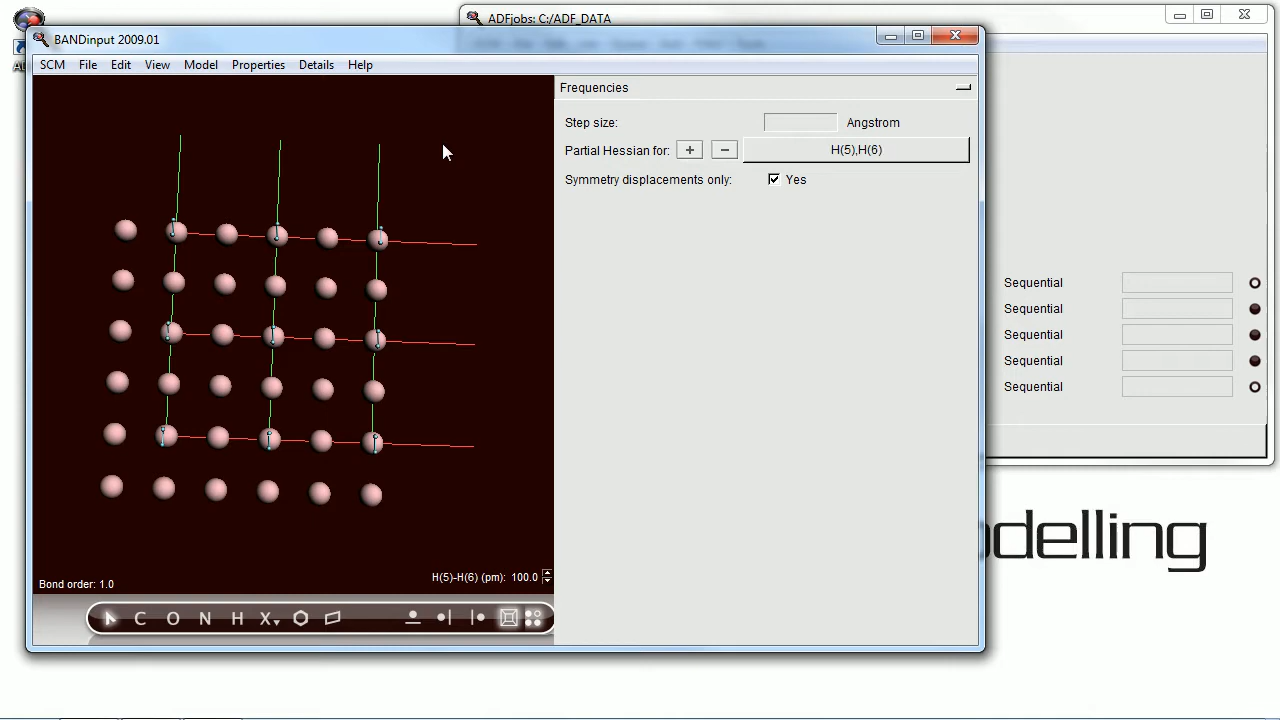 ADFjobs: C:/ADF_DATA
BANDinput 2009.01
SCM File Edit View Model Properties Details Help
Frequencies
Step size: Angstrom
Partial Hessian for: + − H(5),H(6)
Symmetry displacements only: Yes
Sequential
Sequential
Sequential
Sequential
Sequential
odelling
Bond order: 1.0
H(5)-H(6) (pm): 100.0
C O N H X